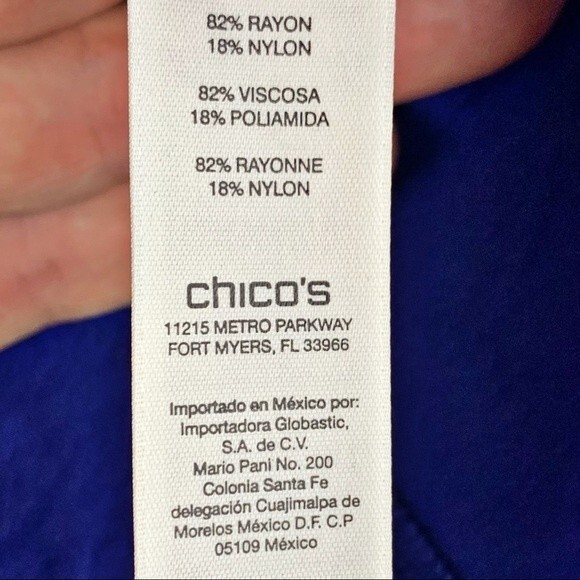 82% RAYON
18% NYLON
82% VISCOSA
18% POLIAMIDA
82% RAYONNE
18% NYLON
chico's
11215 METRO PARKWAY
FORT MYERS, FL 33966
Importado en México por:
Importadora Globastic,
S.A. de C.V.
Mario Pani No. 200
Colonia Santa Fe
delegación Cuajimalpa de
Morelos México D.F. C.P
05109 México